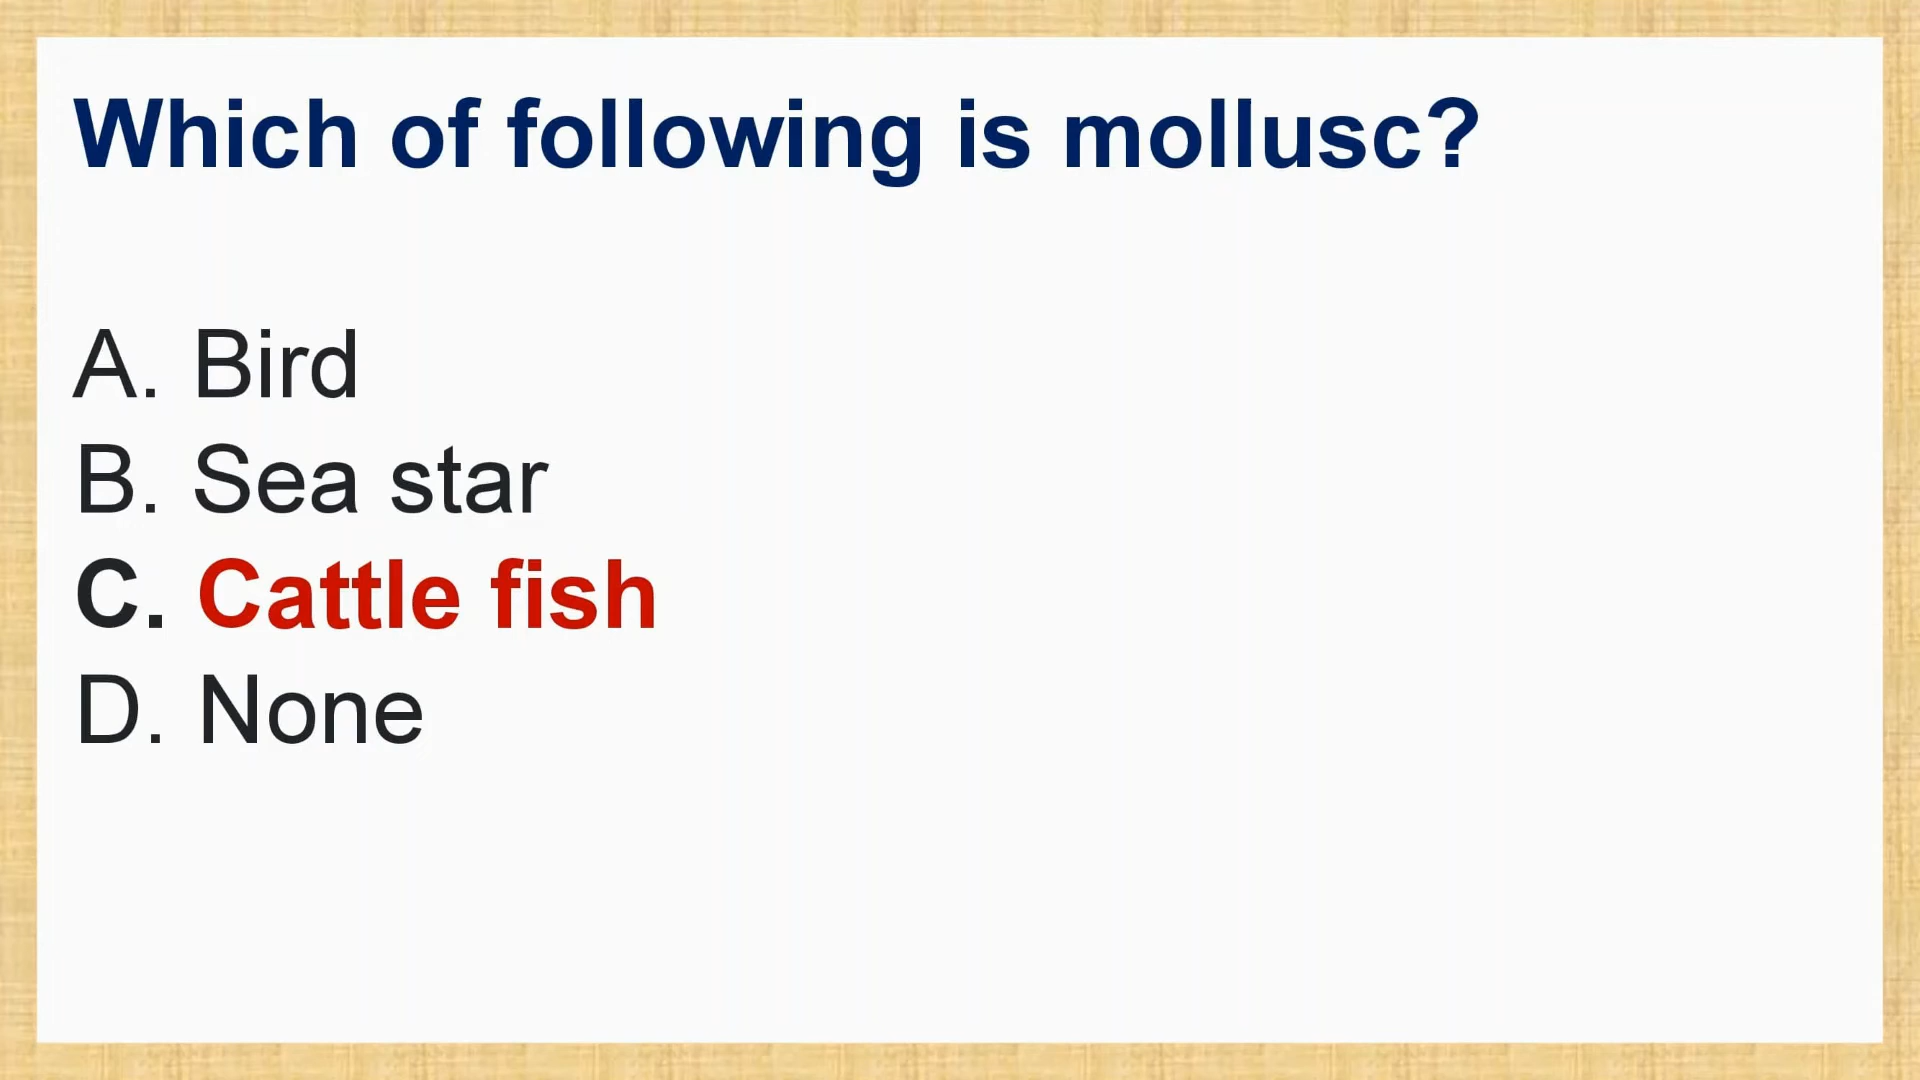 Which of following is mollusc?
A. Bird
B. Sea star
C. Cattle fish
D. None